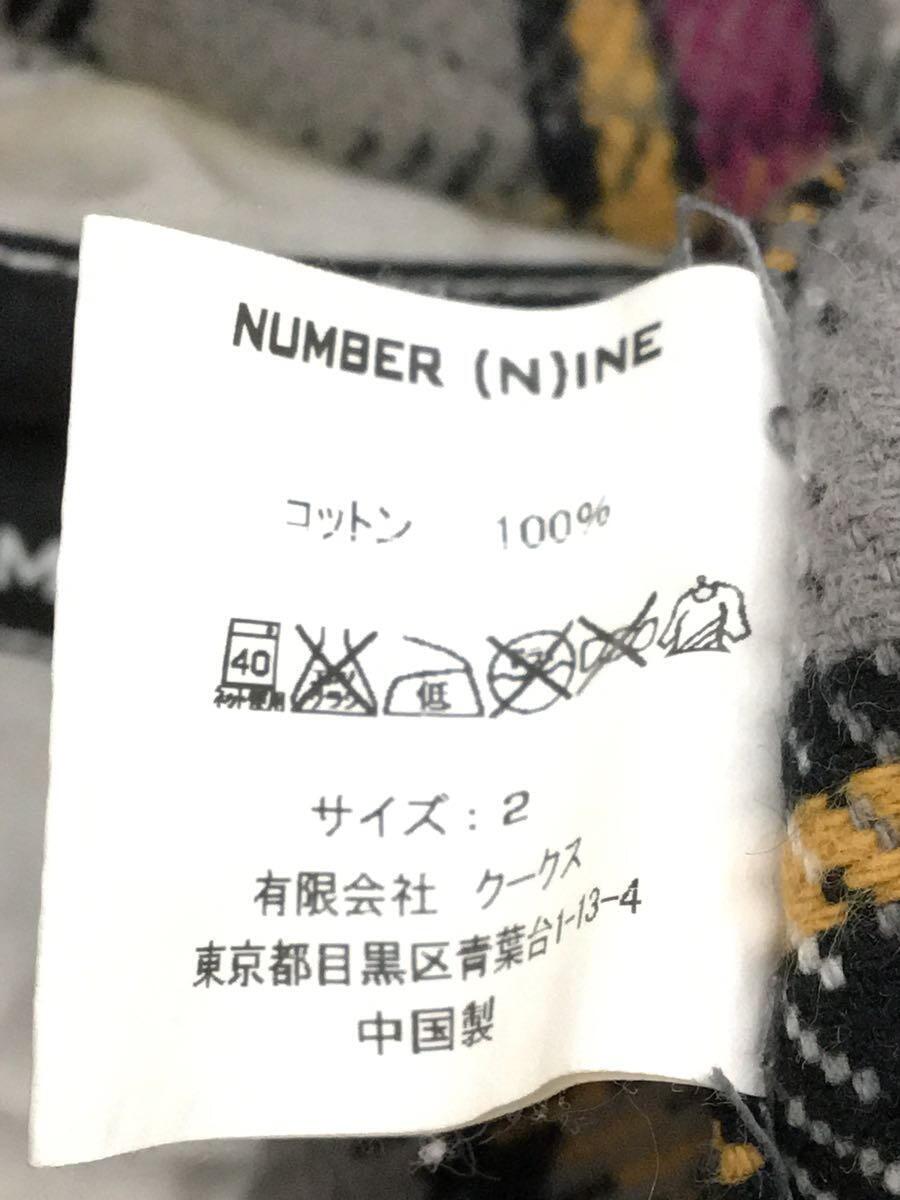 NUMBER (N)INE
コットン 100%
40
ネット使用
低
サイズ：2
有限会社 クークス
東京都目黒区青葉台1-13-4
中国製
M